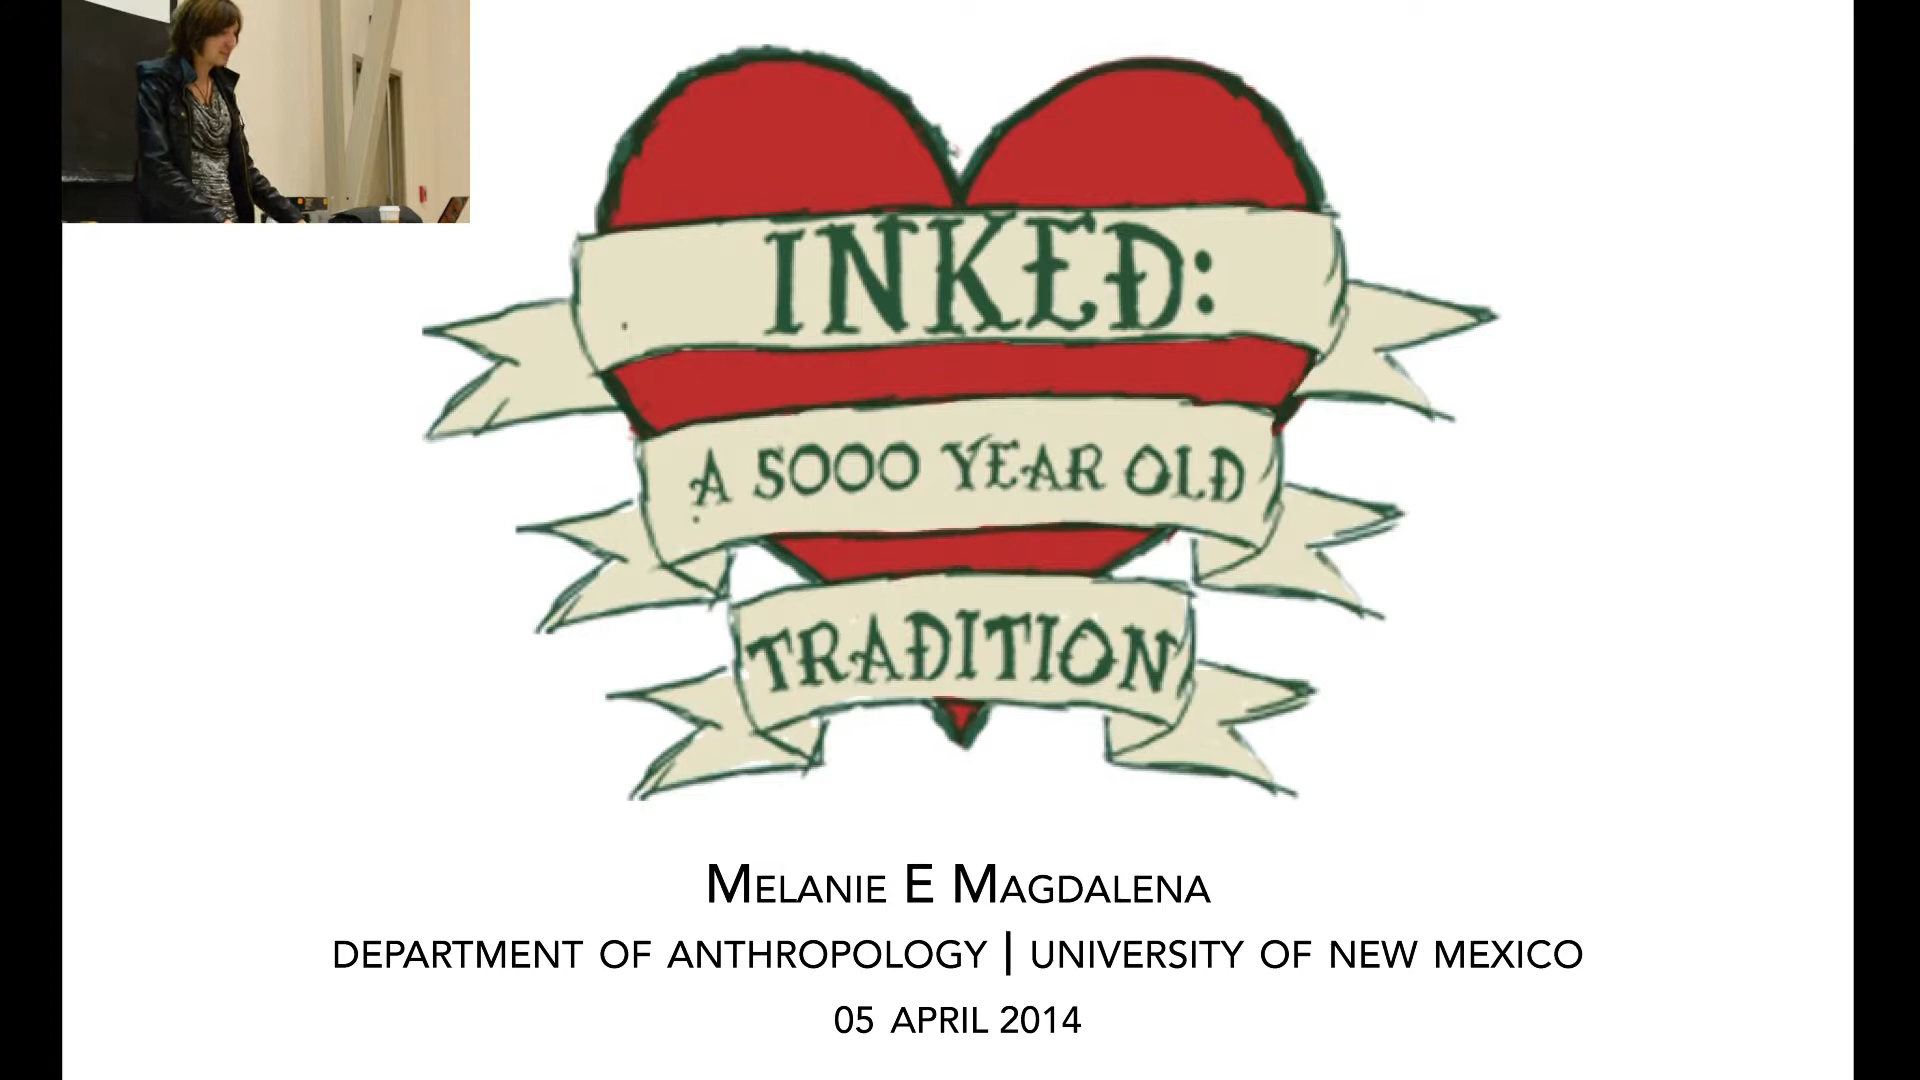 INKED:
A 5000 YEAR OLD
TRADITION
Melanie E Magdalena
department of anthropology | university of new mexico
05 april 2014